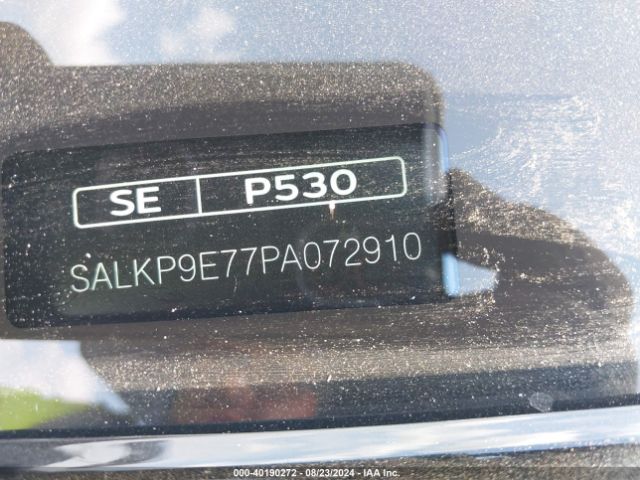 SE P530
SALKP9E77PA072910
000-40190272 - 08/23/2024 - IAA Inc.